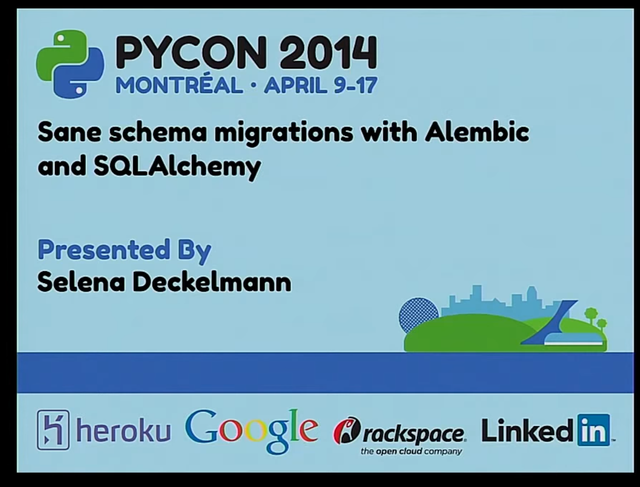 PYCON 2014
MONTRÉAL · APRIL 9-17
Sane schema migrations with Alembic
and SQLAlchemy
Presented By
Selena Deckelmann
heroku Google rackspace. LinkedIn
the open cloud company